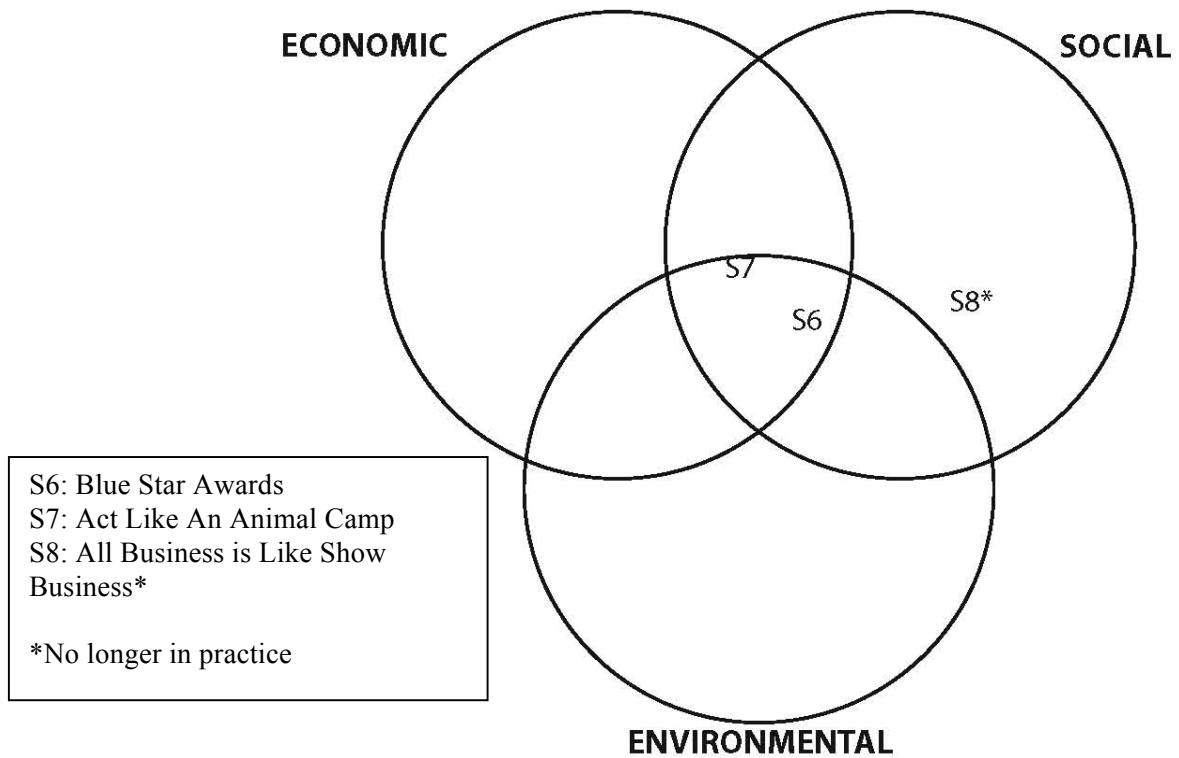 ECONOMIC
SOCIAL
S7
S8*
S6
S6: Blue Star Awards
S7: Act Like An Animal Camp
S8: All Business is Like Show
Business*
*No longer in practice
ENVIRONMENTAL